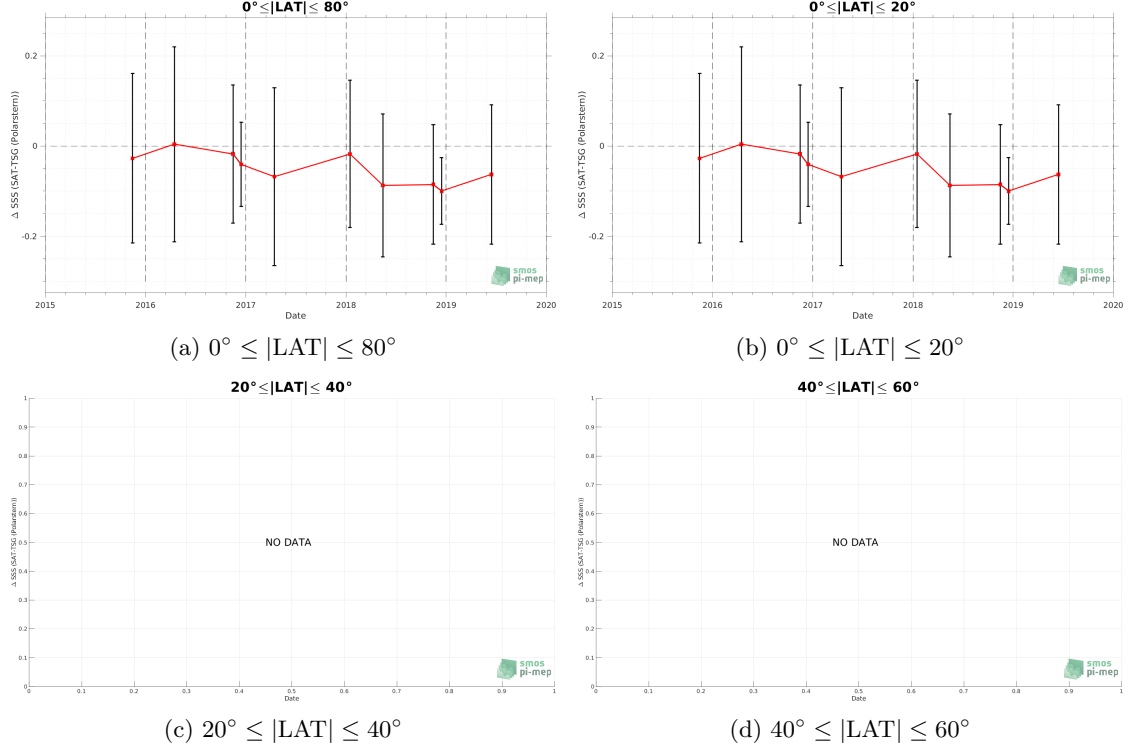 0°≤|LAT|≤ 80°
Δ SSS (SAT-TSG (Polarstern))
0.2
0
-0.2
2015 2016 2017 2018 2019 2020
Date
smos
pi-mep
(a) 0° ≤ |LAT| ≤ 80°
0°≤|LAT|≤ 20°
Δ SSS (SAT-TSG (Polarstern))
0.2
0
-0.2
2015 2016 2017 2018 2019 2020
Date
smos
pi-mep
(b) 0° ≤ |LAT| ≤ 20°
20°≤|LAT|≤ 40°
Δ SSS (SAT-TSG (Polarstern))
1
0.9
0.8
0.7
0.6
0.5
0.4
0.3
0.2
0.1
0
NO DATA
0 0.1 0.2 0.3 0.4 0.5 0.6 0.7 0.8 0.9 1
Date
smos
pi-mep
(c) 20° ≤ |LAT| ≤ 40°
40°≤|LAT|≤ 60°
Δ SSS (SAT-TSG (Polarstern))
1
0.9
0.8
0.7
0.6
0.5
0.4
0.3
0.2
0.1
0
NO DATA
0 0.1 0.2 0.3 0.4 0.5 0.6 0.7 0.8 0.9 1
Date
smos
pi-mep
(d) 40° ≤ |LAT| ≤ 60°